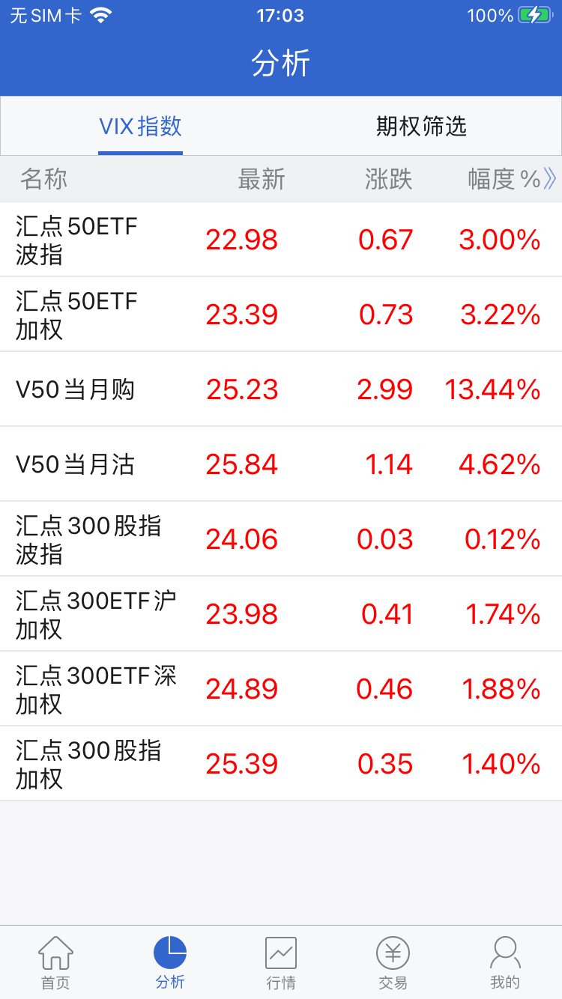 无SIM卡 17:03 100%
分析
VIX指数 期权筛选
名称 最新 涨跌 幅度%
汇点50ETF
波指 22.98 0.67 3.00%
汇点50ETF
加权 23.39 0.73 3.22%
V50当月购 25.23 2.99 13.44%
V50当月沽 25.84 1.14 4.62%
汇点300股指
波指 24.06 0.03 0.12%
汇点300ETF沪
加权 23.98 0.41 1.74%
汇点300ETF深
加权 24.89 0.46 1.88%
汇点300股指
加权 25.39 0.35 1.40%
首页 分析 行情 交易 我的